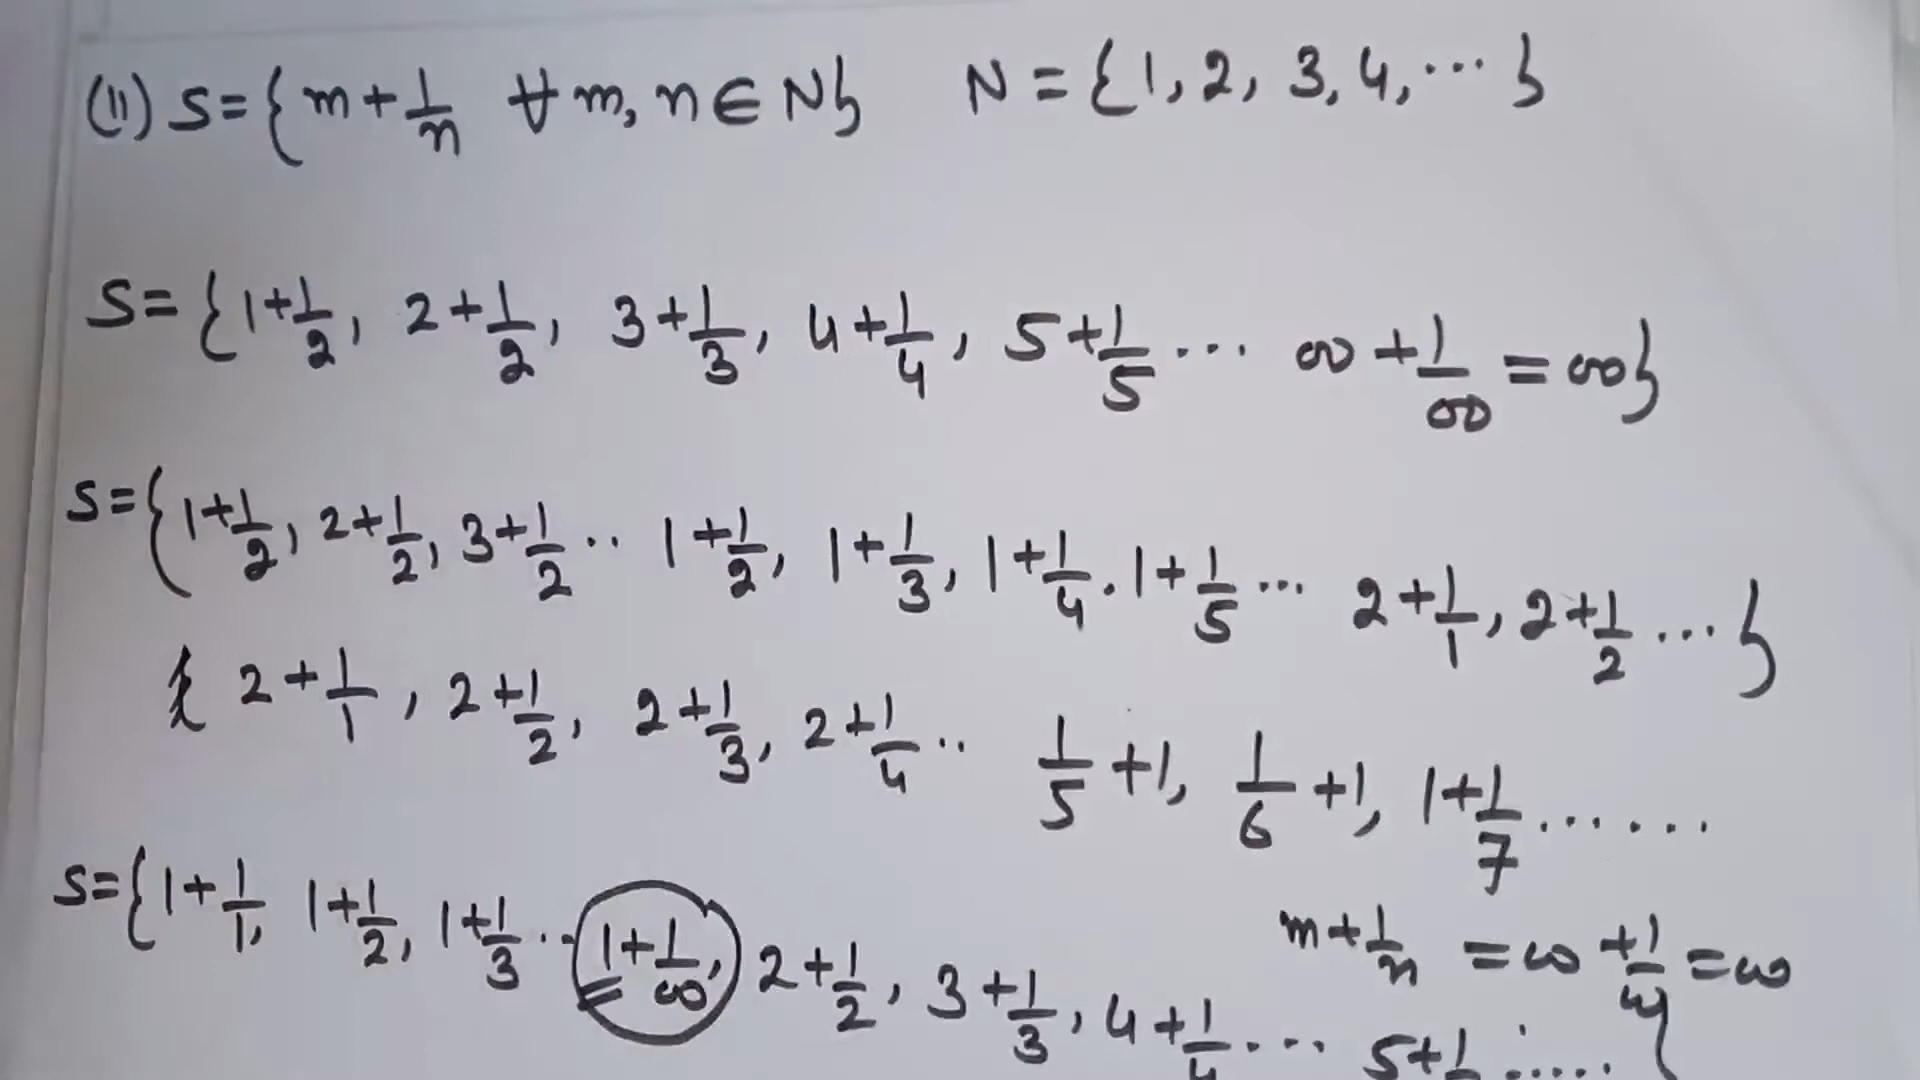 (11) S = { m + 1/n ∀ m, n ∈ N }   N = {1, 2, 3, 4, ... }
S = { 1 + 1/2, 2 + 1/2, 3 + 1/3, 4 + 1/4, 5 + 1/5 ... ∞ + 1/∞ = ∞ }
S = { 1 + 1/2, 2 + 1/2, 3 + 1/2 .. 1 + 1/2, 1 + 1/3, 1 + 1/4 . 1 + 1/5 ... 2 + 1/1, 2 + 1/2 ... }
{ 2 + 1/1, 2 + 1/2, 2 + 1/3, 2 + 1/4 .. 1/5 + 1, 1/6 + 1, 1 + 1/7 ......
m + 1/n = ∞ + 1/∞ = ∞
S = { 1 + 1/1, 1 + 1/2, 1 + 1/3 .. 1 + 1/∞, 2 + 1/2, 3 + 1/3, 4 + 1/4 ... 5 + 1 ..... }